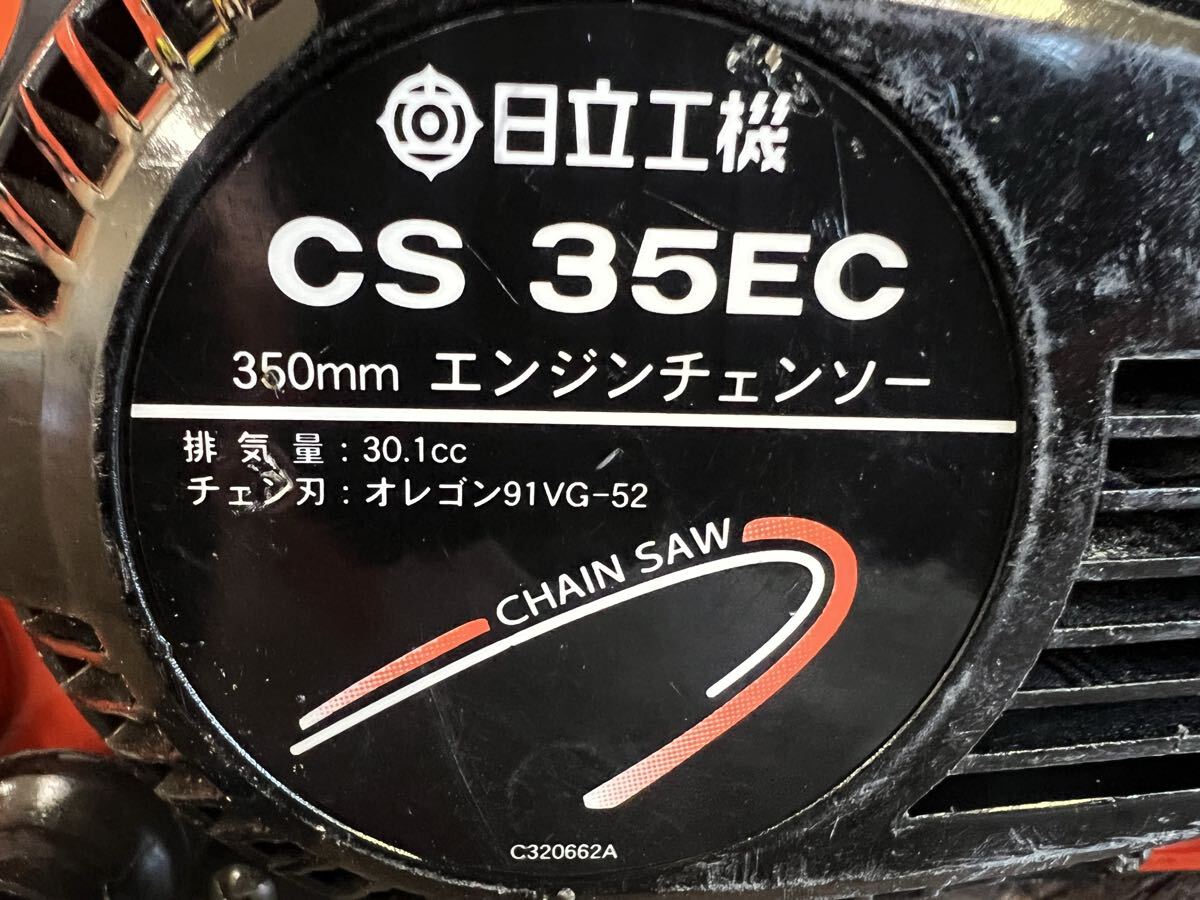 日立工機
CS 35EC
350mm エンジンチェンソー
排気量：30.1cc
チェン刃：オレゴン91VG-52
CHAIN SAW
C320662A